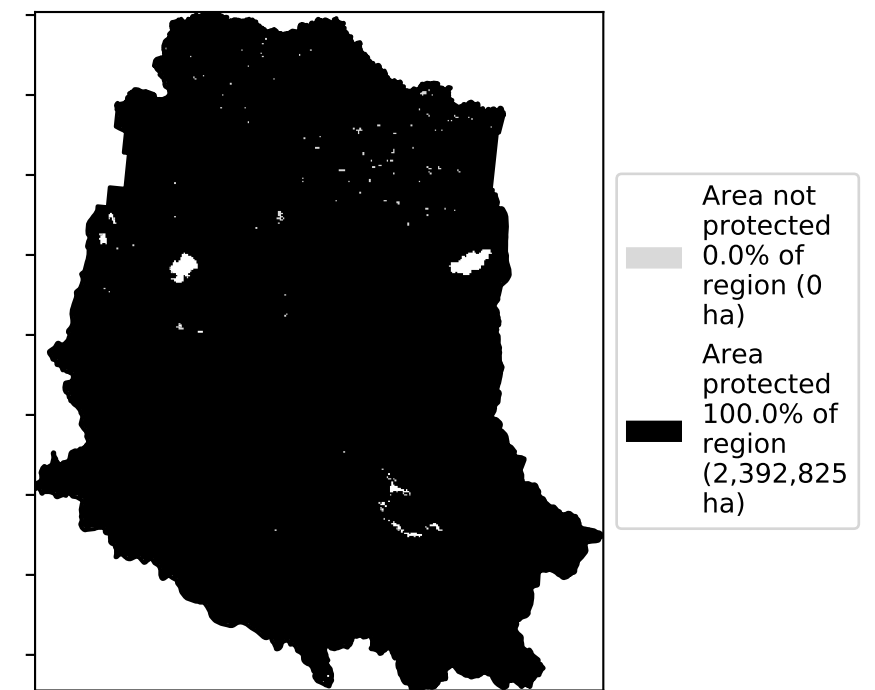 Area not
protected
0.0% of
region (0
ha)
Area
protected
100.0% of
region
(2,392,825
ha)